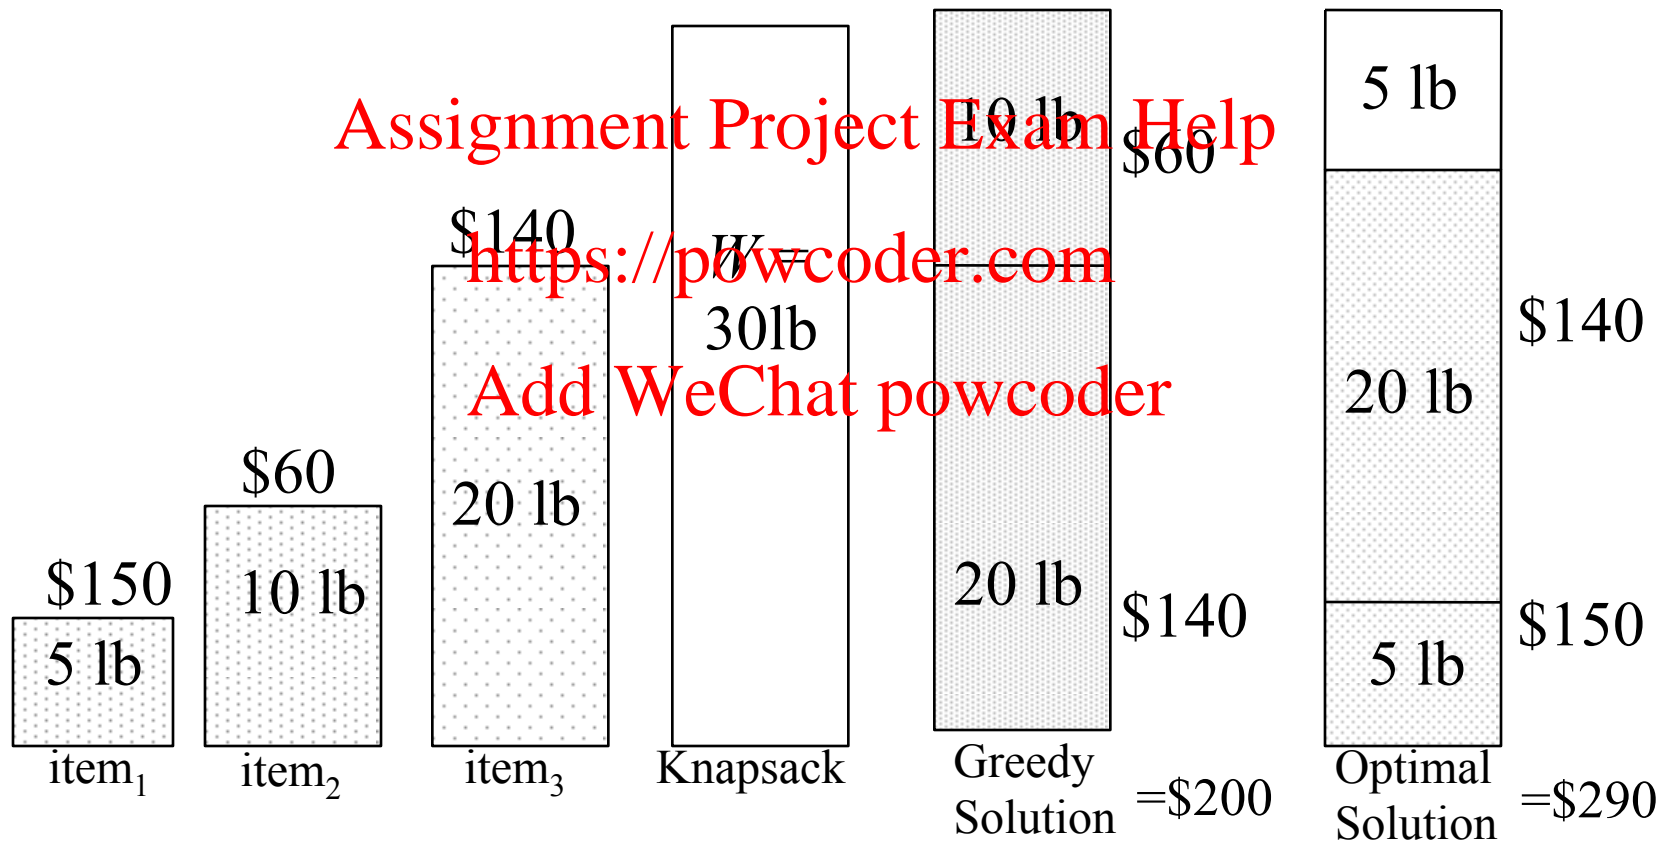 Assignment Project Exam Help
https://powcoder.com
Add WeChat powcoder
$150
5 lb
item1
$60
10 lb
item2
$140
20 lb
item3
W =
30lb
Knapsack
10 lb
$60
20 lb
$140
Greedy
Solution
=$200
5 lb
20 lb
$140
5 lb
$150
Optimal
Solution
=$290